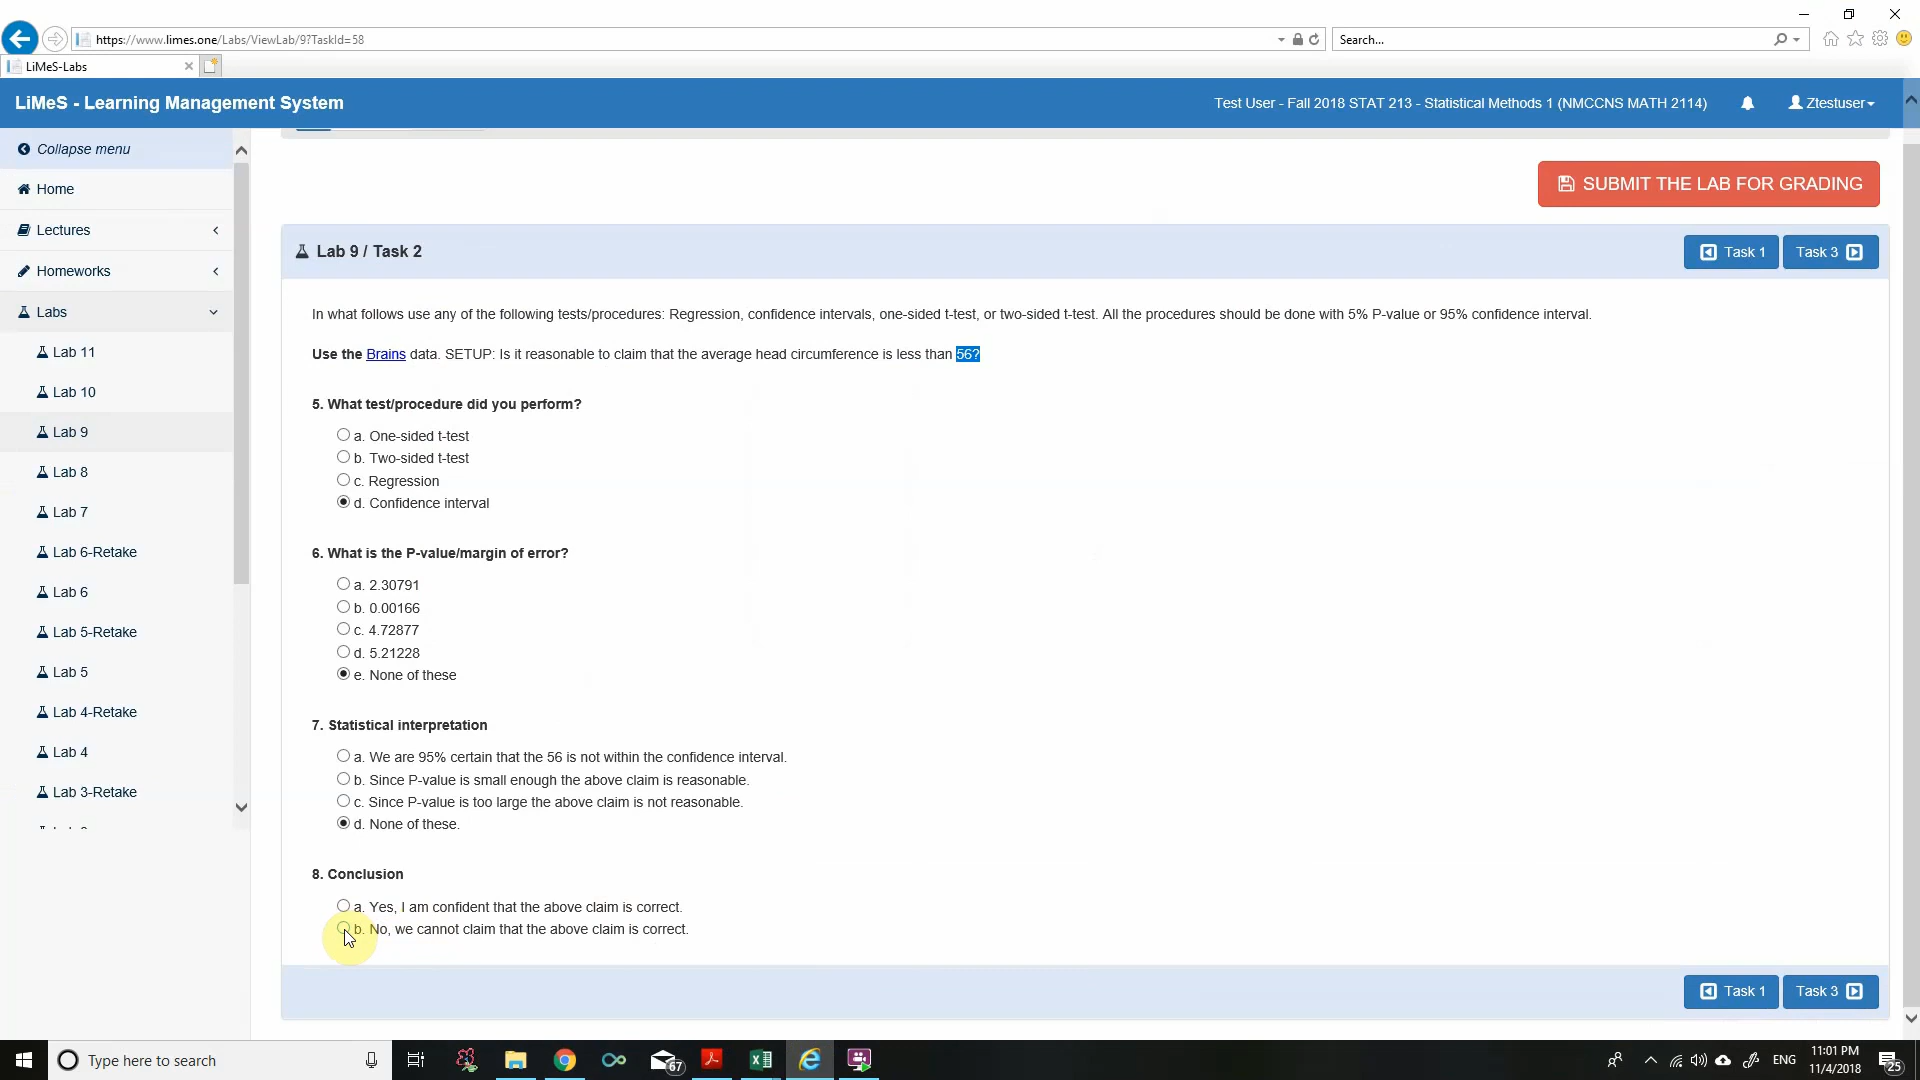 https://www.limes.one/Labs/ViewLab/9?TaskId=58
Search...
LiMeS-Labs
LiMeS - Learning Management System
Test User - Fall 2018 STAT 213 - Statistical Methods 1 (NMCCNS MATH 2114)
Ztestuser
Collapse menu
Home
Lectures
Homeworks
Labs
Lab 11
Lab 10
Lab 9
Lab 8
Lab 7
Lab 6-Retake
Lab 6
Lab 5-Retake
Lab 5
Lab 4-Retake
Lab 4
Lab 3-Retake
SUBMIT THE LAB FOR GRADING
Lab 9 / Task 2
Task 1
Task 3
In what follows use any of the following tests/procedures: Regression, confidence intervals, one-sided t-test, or two-sided t-test. All the procedures should be done with 5% P-value or 95% confidence interval.
Use the Brains data. SETUP: Is it reasonable to claim that the average head circumference is less than 56?
5. What test/procedure did you perform?
a. One-sided t-test
b. Two-sided t-test
c. Regression
d. Confidence interval
6. What is the P-value/margin of error?
a. 2.30791
b. 0.00166
c. 4.72877
d. 5.21228
e. None of these
7. Statistical interpretation
a. We are 95% certain that the 56 is not within the confidence interval.
b. Since P-value is small enough the above claim is reasonable.
c. Since P-value is too large the above claim is not reasonable.
d. None of these.
8. Conclusion
a. Yes, I am confident that the above claim is correct.
b. No, we cannot claim that the above claim is correct.
Task 1
Task 3
Type here to search
67
ENG
11:01 PM
11/4/2018
25